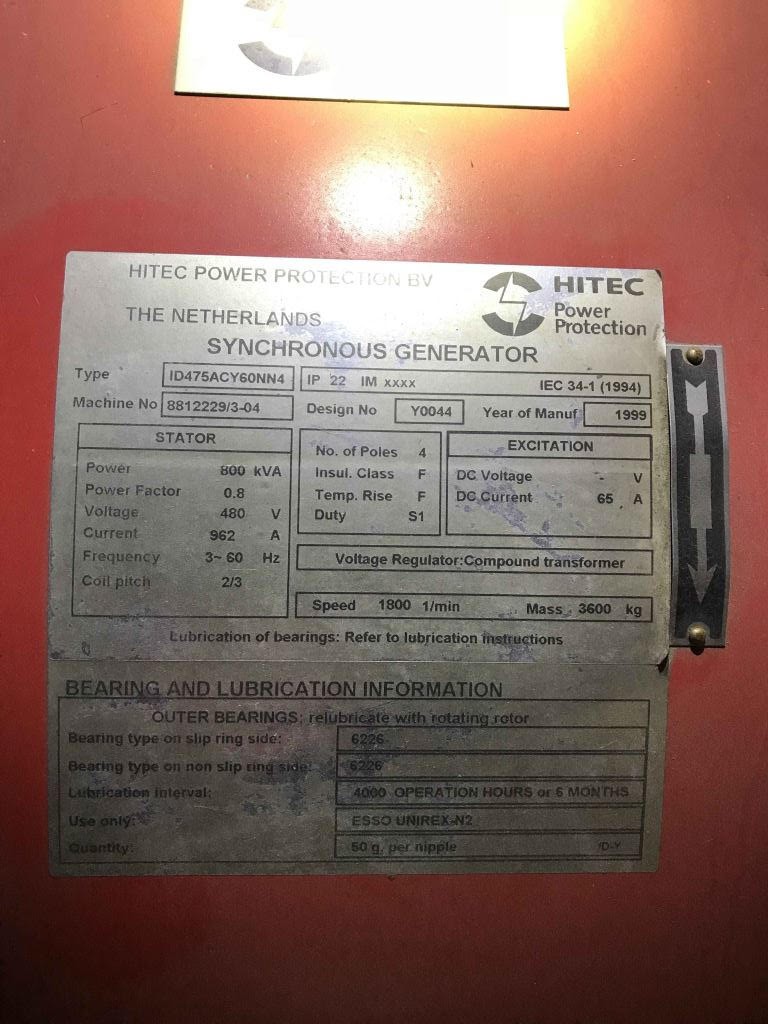 HITEC POWER PROTECTION BV
HITEC
Power
Protection
THE NETHERLANDS
SYNCHRONOUS GENERATOR
Type ID475ACY60NN4 IP 22 IM XXXX IEC 34-1 (1994)
Machine No 8812229/3-04 Design No Y0044 Year of Manuf 1999
STATOR
Power 800 kVA
Power Factor 0.8
Voltage 480 V
Current 962 A
Frequency 3~ 60 Hz
Coil pitch 2/3
No. of Poles 4
Insul. Class F
Temp. Rise F
Duty S1
EXCITATION
DC Voltage - V
DC Current 65 A
Voltage Regulator:Compound transformer
Speed 1800 1/min Mass 3600 kg
Lubrication of bearings: Refer to lubrication instructions
BEARING AND LUBRICATION INFORMATION
OUTER BEARINGS: relubricate with rotating rotor
Bearing type on slip ring side: 6226
Bearing type on non slip ring side: 6226
Lubrication interval: 4000 OPERATION HOURS or 6 MONTHS
Use only: ESSO UNIREX-N2
Quantity: 50 g. per nipple